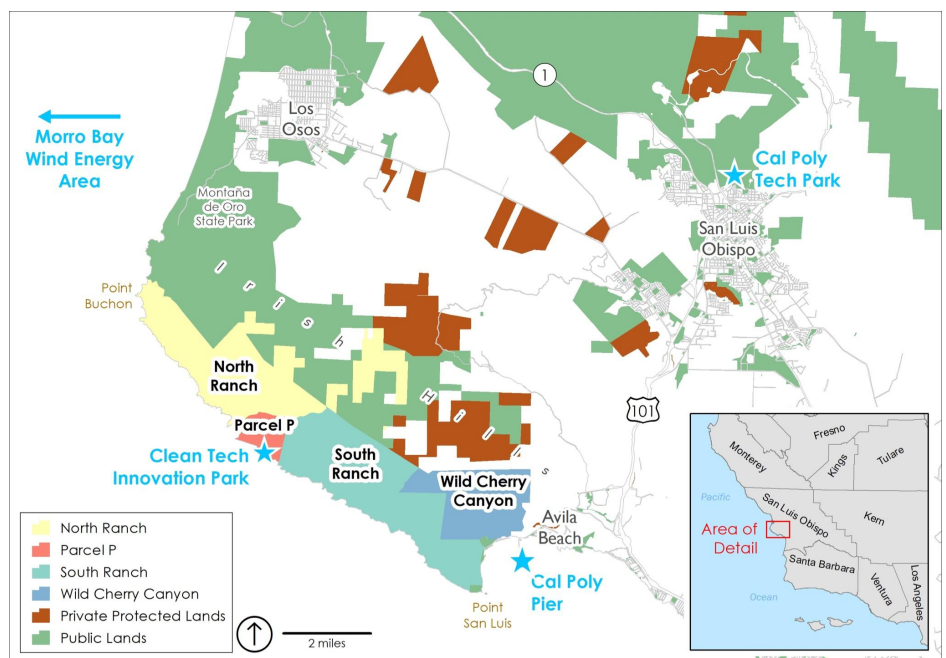 1
Los
Osos
Morro Bay
Wind Energy
Area
Cal Poly
Tech Park
Montaña
de Oro
State Park
San Luis
Obispo
Irish Hills
Point
Buchon
North
Ranch
101
Parcel P
Clean Tech
Innovation Park
South
Ranch
Wild Cherry
Canyon
Avila
Beach
Cal Poly
Pier
Point
San Luis
North Ranch
Parcel P
South Ranch
Wild Cherry Canyon
Private Protected Lands
Public Lands
2 miles
Fresno
Monterey
Kings
Tulare
Pacific
San Luis Obispo
Kern
Area of
Detail
Santa Barbara
Ventura
Los Angeles
Ocean